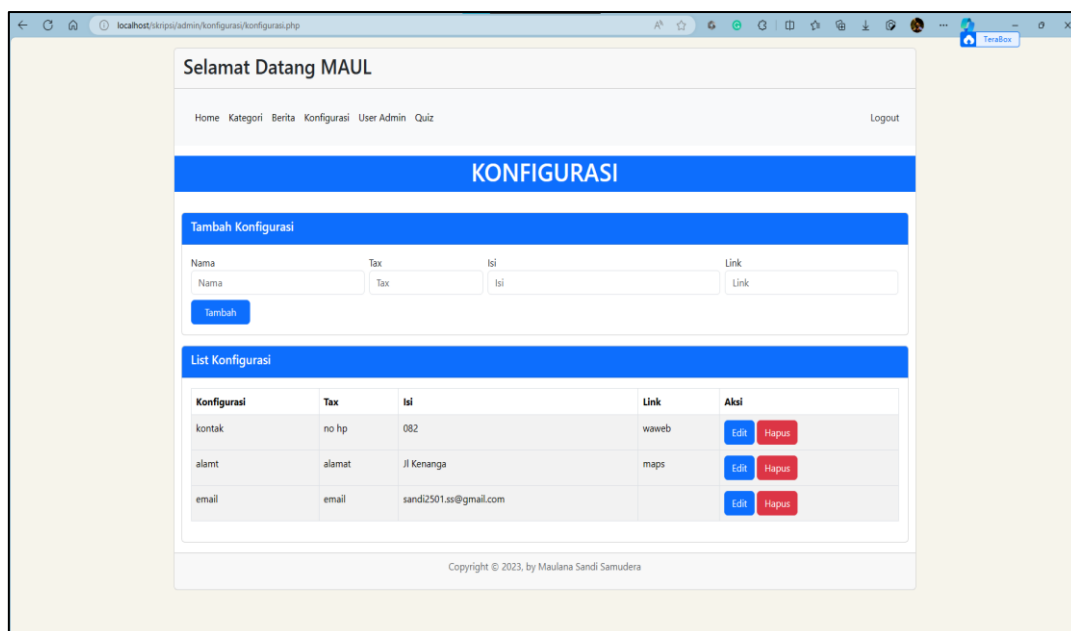 localhost/skripsi/admin/konfigurasi/konfigurasi.php
TeraBox
Selamat Datang MAUL
Home Kategori Berita Konfigurasi User Admin Quiz Logout
KONFIGURASI
Tambah Konfigurasi
Nama Tax Isi Link
Nama Tax Isi Link
Tambah
List Konfigurasi
Konfigurasi Tax Isi Link Aksi
kontak no hp 082 waweb Edit Hapus
alamt alamat Jl Kenanga maps Edit Hapus
email email sandi2501.ss@gmail.com Edit Hapus
Copyright © 2023, by Maulana Sandi Samudera